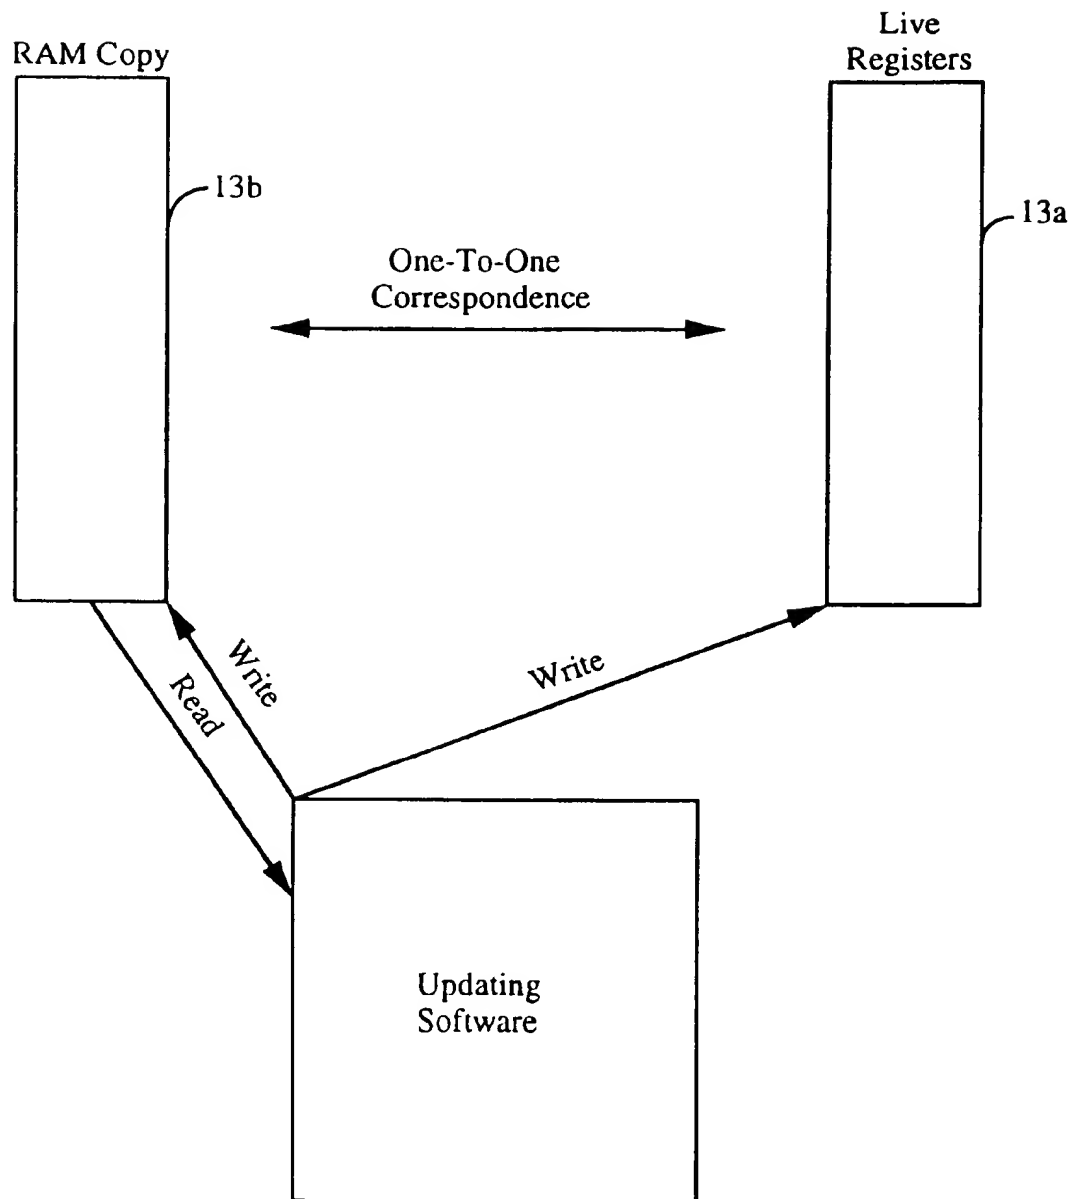 RAM Copy
Live
Registers
13b
13a
One-To-One
Correspondence
Write
Read
Write
Updating
Software